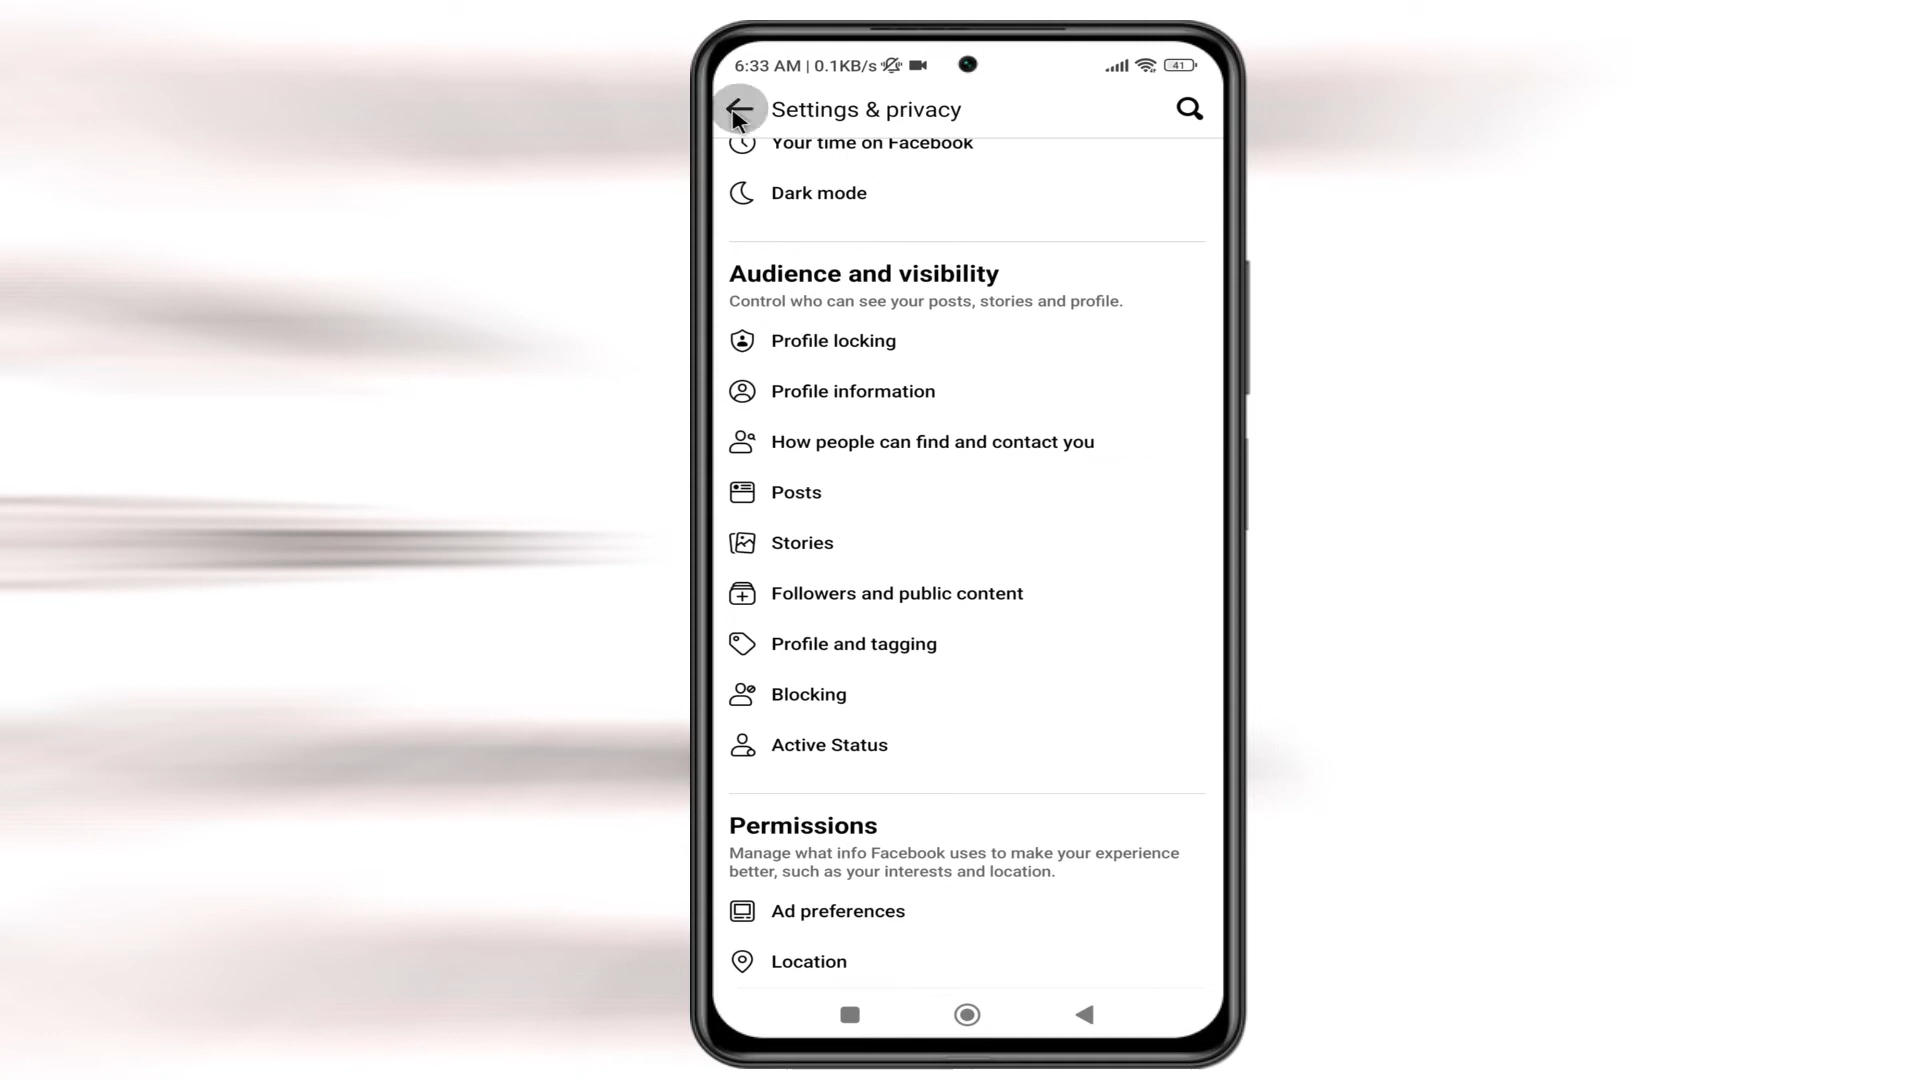 6:33 AM | 0.1KB/s 41
Settings & privacy
Your time on Facebook
Dark mode
Audience and visibility
Control who can see your posts, stories and profile.
Profile locking
Profile information
How people can find and contact you
Posts
Stories
Followers and public content
Profile and tagging
Blocking
Active Status
Permissions
Manage what info Facebook uses to make your experience
better, such as your interests and location.
Ad preferences
Location